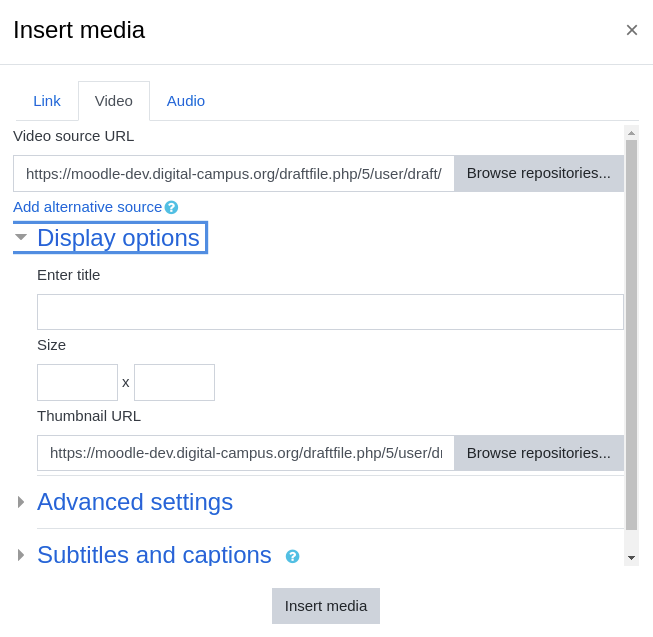 Insert media
×
Link Video Audio
Video source URL
https://moodle-dev.digital-campus.org/draftfile.php/5/user/draft/ Browse repositories...
Add alternative source ?
Display options
Enter title
Size
x
Thumbnail URL
https://moodle-dev.digital-campus.org/draftfile.php/5/user/dr Browse repositories...
Advanced settings
Subtitles and captions ?
Insert media